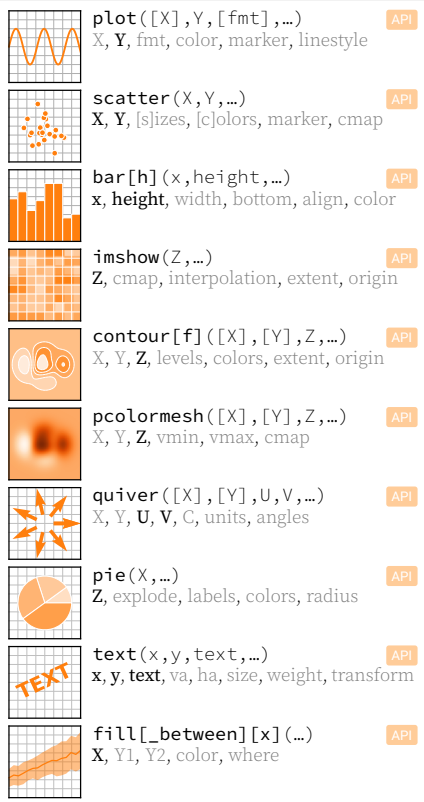 plot([X],Y,[fmt],…) API
X, Y, fmt, color, marker, linestyle
scatter(X,Y,…) API
X, Y, [s]izes, [c]olors, marker, cmap
bar[h](x,height,…) API
x, height, width, bottom, align, color
imshow(Z,…) API
Z, cmap, interpolation, extent, origin
contour[f]([X],[Y],Z,…) API
X, Y, Z, levels, colors, extent, origin
pcolormesh([X],[Y],Z,…) API
X, Y, Z, vmin, vmax, cmap
quiver([X],[Y],U,V,…) API
X, Y, U, V, C, units, angles
pie(X,…) API
Z, explode, labels, colors, radius
TEXT
text(x,y,text,…) API
x, y, text, va, ha, size, weight, transform
fill[_between][x](…) API
X, Y1, Y2, color, where